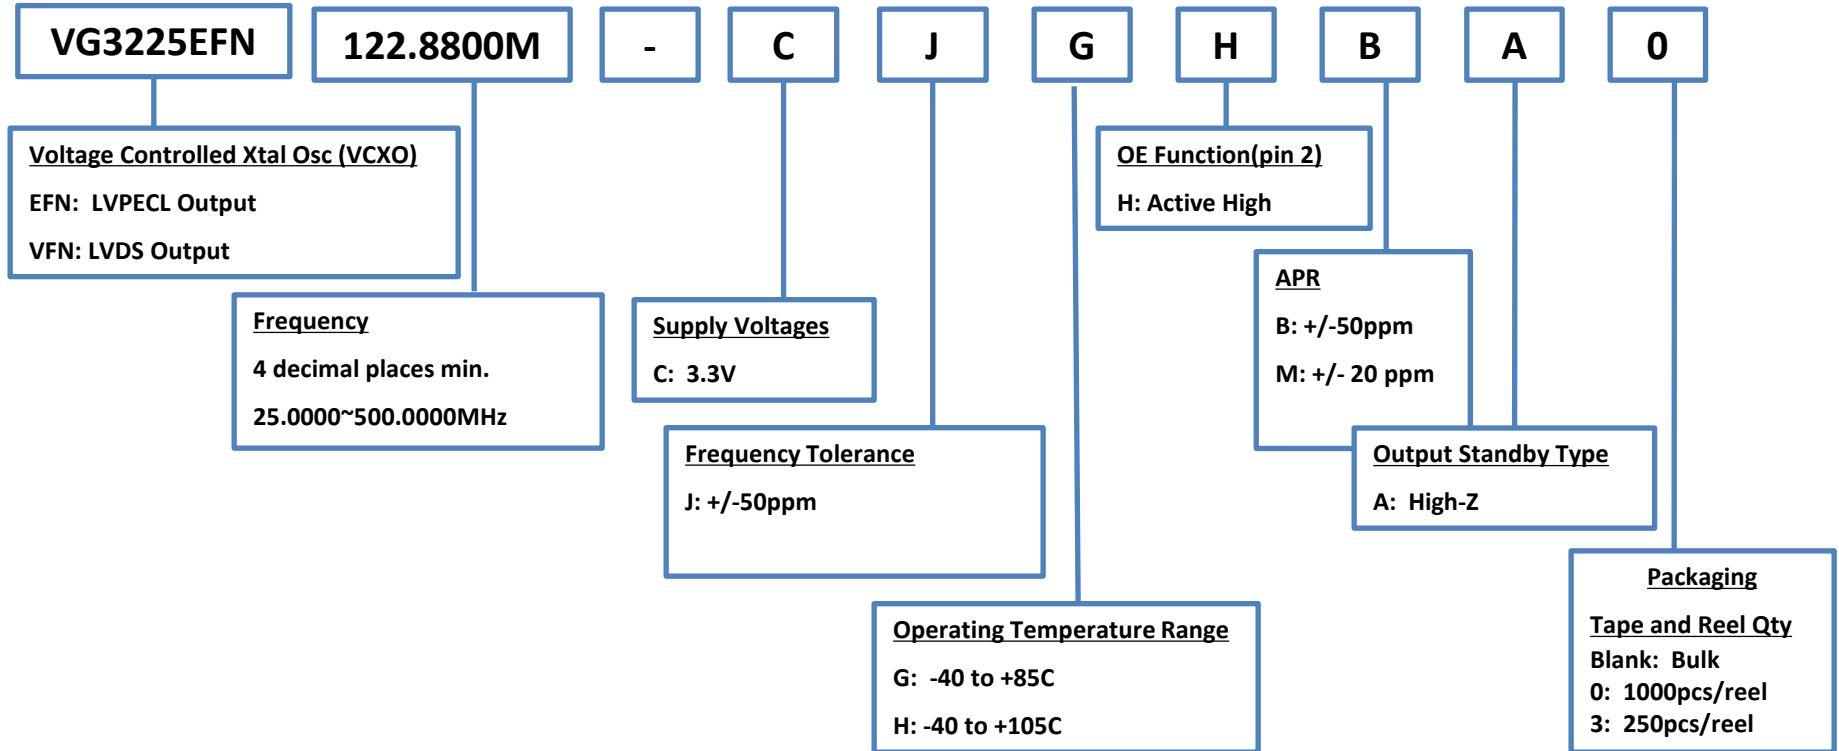 VG3225EFN 122.8800M - C J G H B A 0
Voltage Controlled Xtal Osc (VCXO)
EFN: LVPECL Output
VFN: LVDS Output
Frequency
4 decimal places min.
25.0000~500.0000MHz
Supply Voltages
C: 3.3V
Frequency Tolerance
J: +/-50ppm
Operating Temperature Range
G: -40 to +85C
H: -40 to +105C
OE Function(pin 2)
H: Active High
APR
B: +/-50ppm
M: +/- 20 ppm
Output Standby Type
A: High-Z
Packaging
Tape and Reel Qty
Blank: Bulk
0: 1000pcs/reel
3: 250pcs/reel